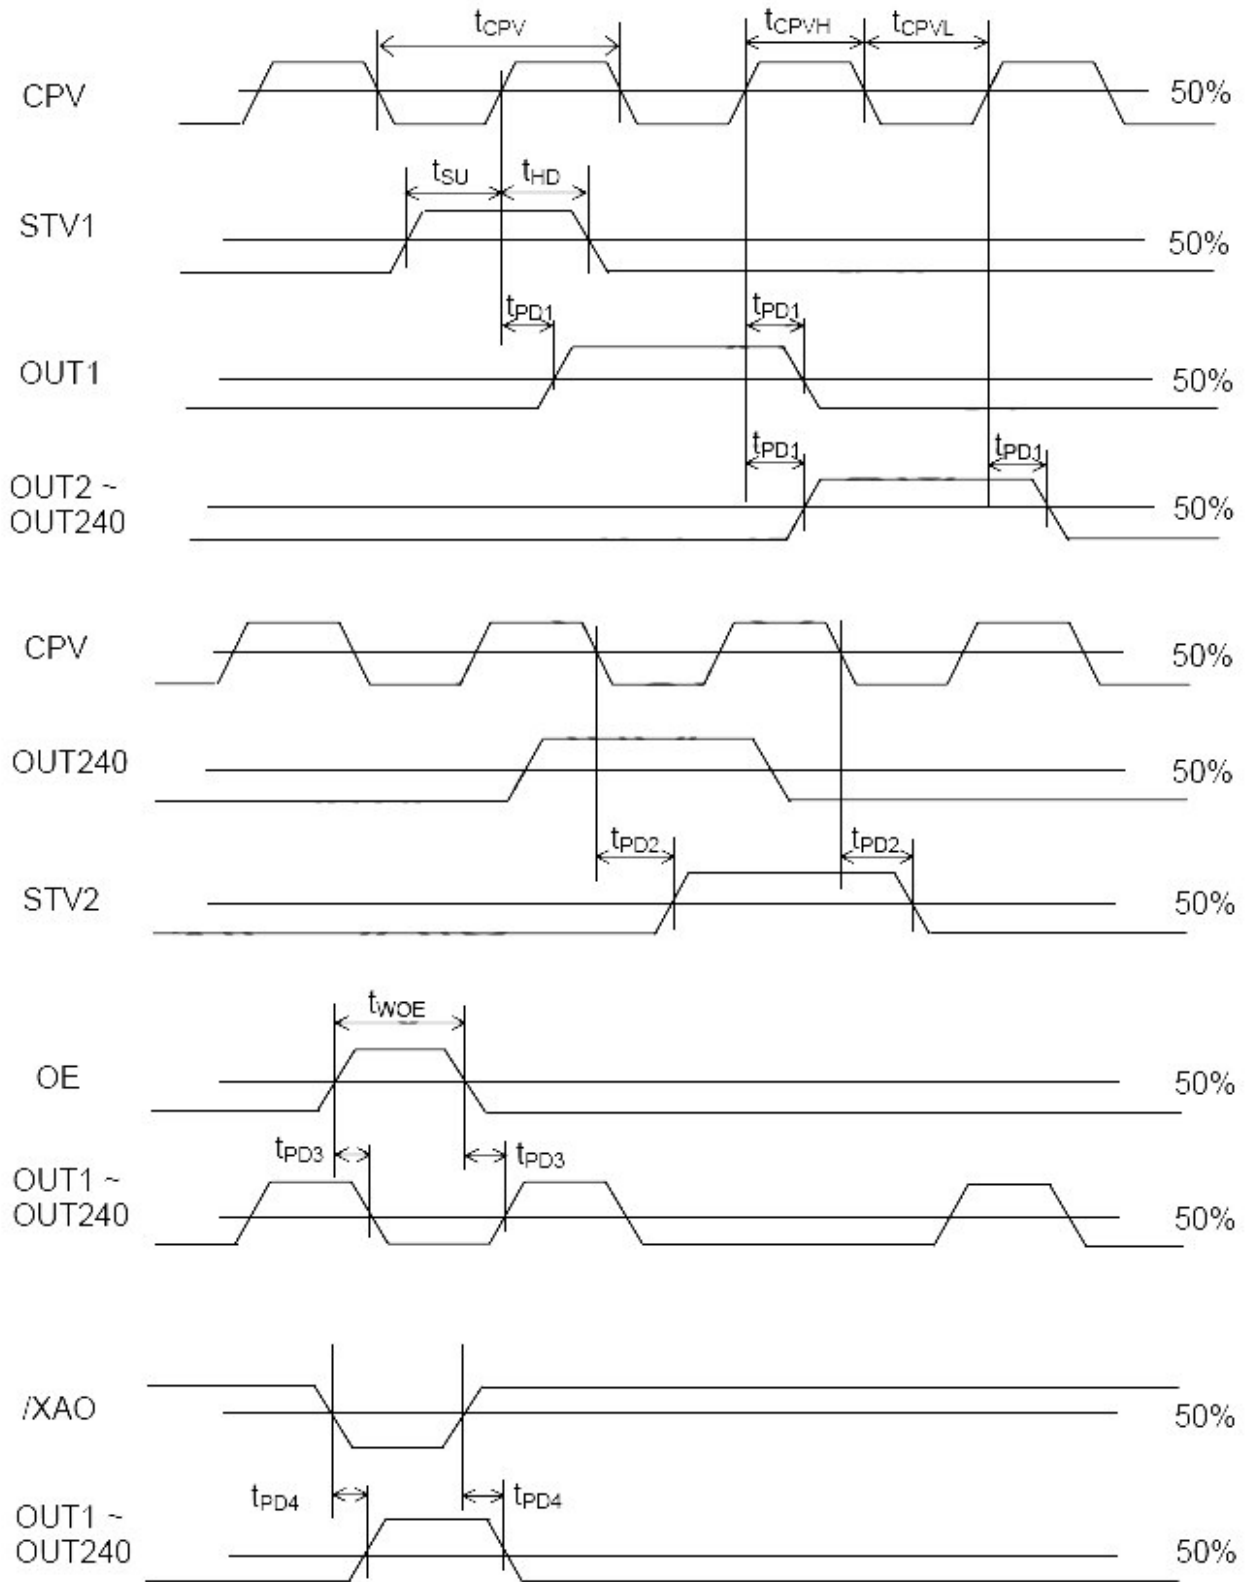 tCPV
tCPVH
tCPVL
CPV
50%
tSU
tHD
STV1
50%
tPD1
tPD1
OUT1
50%
tPD1
tPD1
OUT2 ~
OUT240
50%
CPV
50%
OUT240
50%
tPD2
tPD2
STV2
50%
tWOE
OE
50%
tPD3
tPD3
OUT1 ~
OUT240
50%
/XAO
50%
tPD4
tPD4
OUT1 ~
OUT240
50%